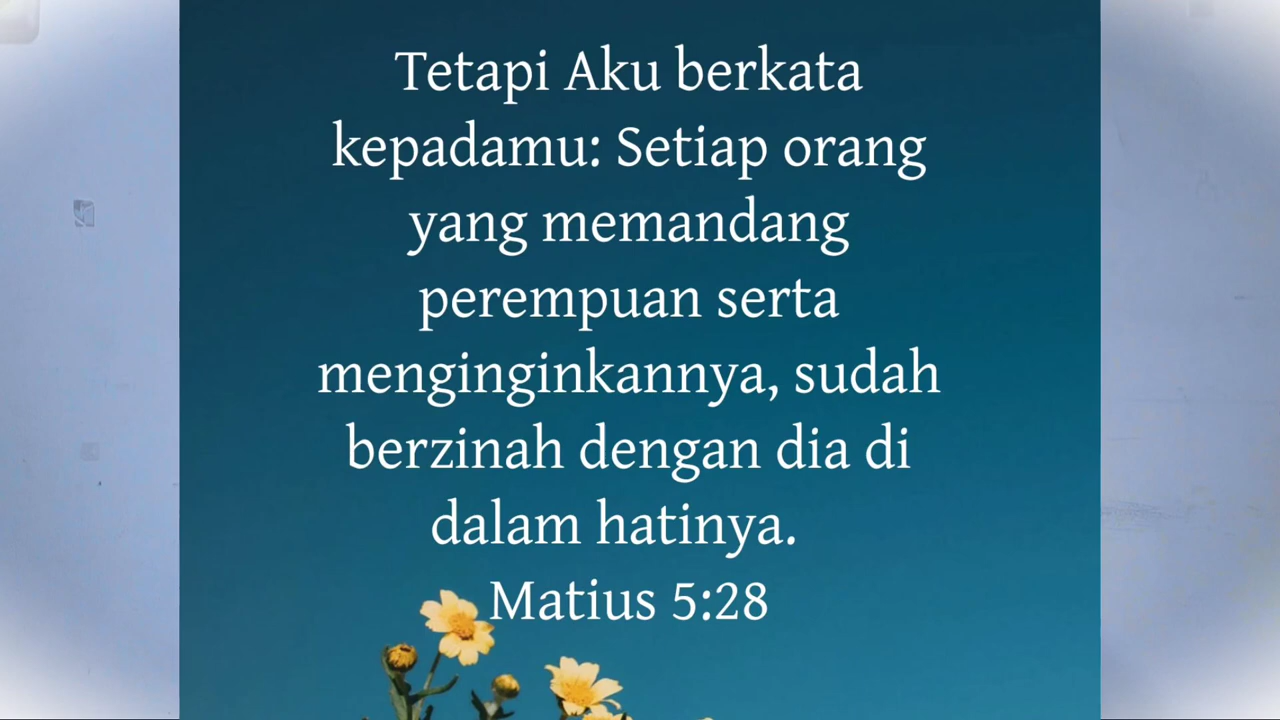 Tetapi Aku berkata
kepadamu: Setiap orang
yang memandang
perempuan serta
menginginkannya, sudah
berzinah dengan dia di
dalam hatinya.
Matius 5:28